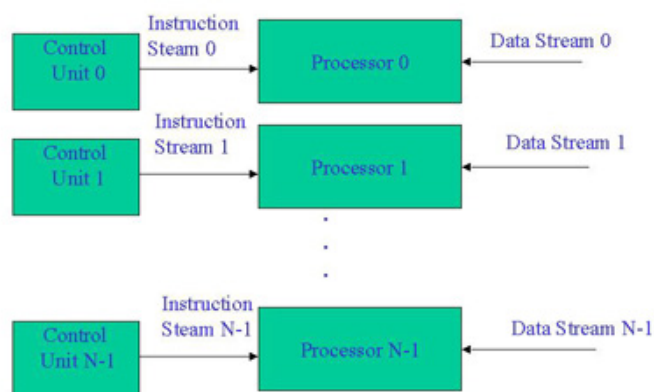 Control
Unit 0
Instruction
Steam 0
Processor 0
Data Stream 0
Control
Unit 1
Instruction
Stream 1
Processor 1
Data Stream 1
Control
Unit N-1
Instruction
Steam N-1
Processor N-1
Data Stream N-1